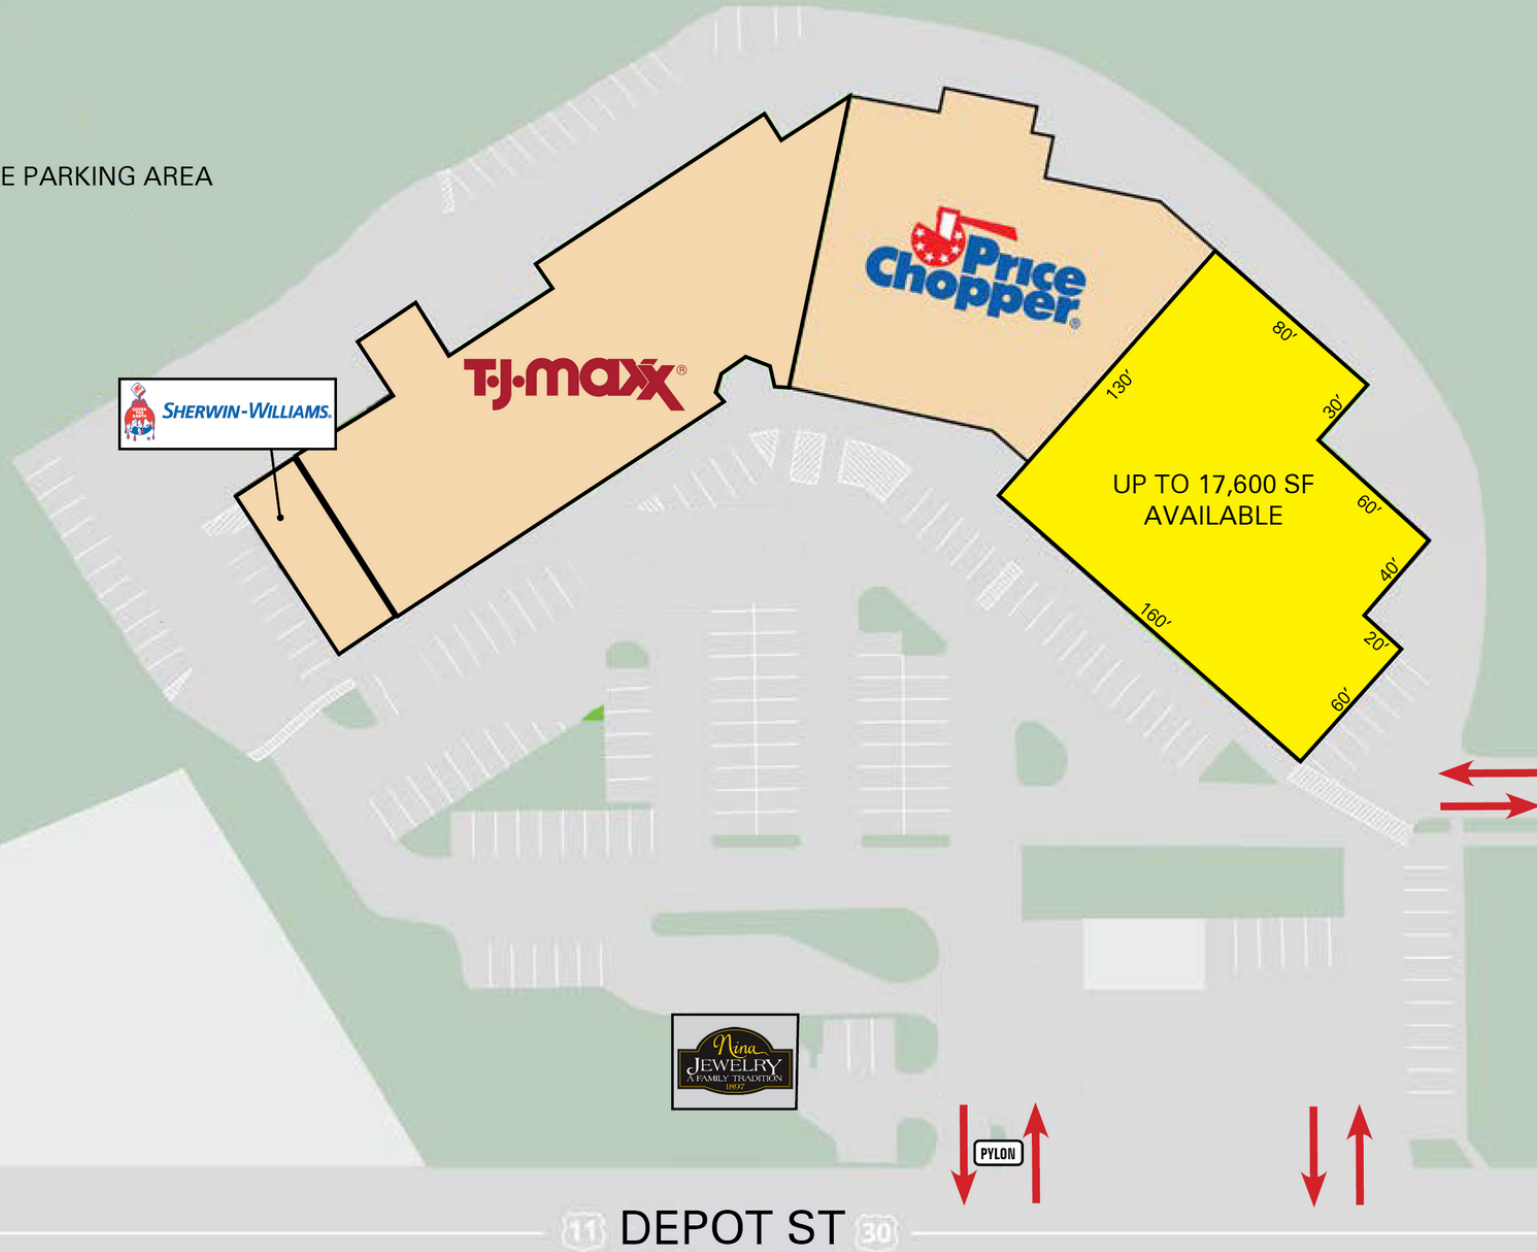 E PARKING AREA
Price
Chopper®
T·J·maxx®
SHERWIN-WILLIAMS.
80'
30'
130'
UP TO 17,600 SF
AVAILABLE
60'
40'
160'
20'
60'
Nina
JEWELRY
A FAMILY TRADITION
1897
PYLON
11 DEPOT ST 30